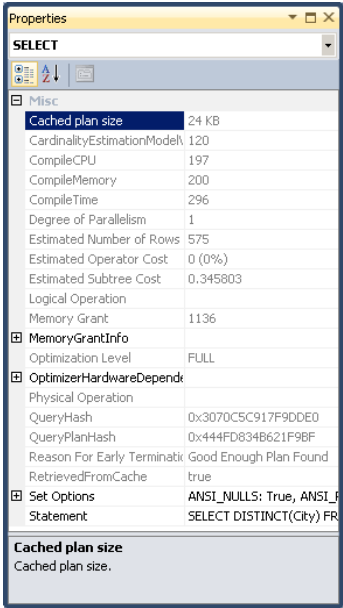 Properties
SELECT
Misc
Cached plan size 24 KB
CardinalityEstimationModelV 120
CompileCPU 197
CompileMemory 200
CompileTime 296
Degree of Parallelism 1
Estimated Number of Rows 575
Estimated Operator Cost 0 (0%)
Estimated Subtree Cost 0.345803
Logical Operation
Memory Grant 1136
MemoryGrantInfo
Optimization Level FULL
OptimizerHardwareDepende
Physical Operation
QueryHash 0x3070C5C917F9DDE0
QueryPlanHash 0x444FD834B621F9BF
Reason For Early Terminatic Good Enough Plan Found
RetrievedFromCache true
Set Options ANSI_NULLS: True, ANSI_P
Statement SELECT DISTINCT(City) FR
Cached plan size
Cached plan size.